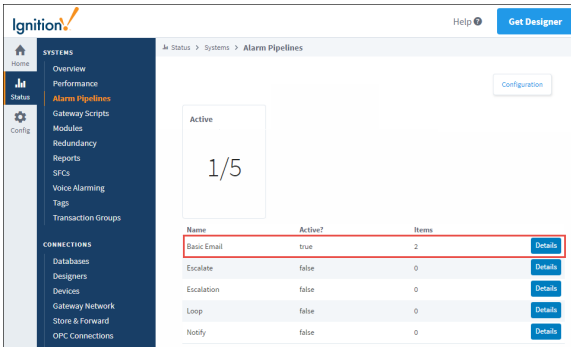 Ignition!
Help ?
Get Designer
Home
Status
Config
SYSTEMS
Overview
Performance
Alarm Pipelines
Gateway Scripts
Modules
Redundancy
Reports
SFCs
Voice Alarming
Tags
Transaction Groups
CONNECTIONS
Databases
Designers
Devices
Gateway Network
Store & Forward
OPC Connections
Status > Systems > Alarm Pipelines
Configuration
Active
1/5
Name Active? Items
Basic Email true 2 Details
Escalate false 0 Details
Escalation false 0 Details
Loop false 0 Details
Notify false 0 Details